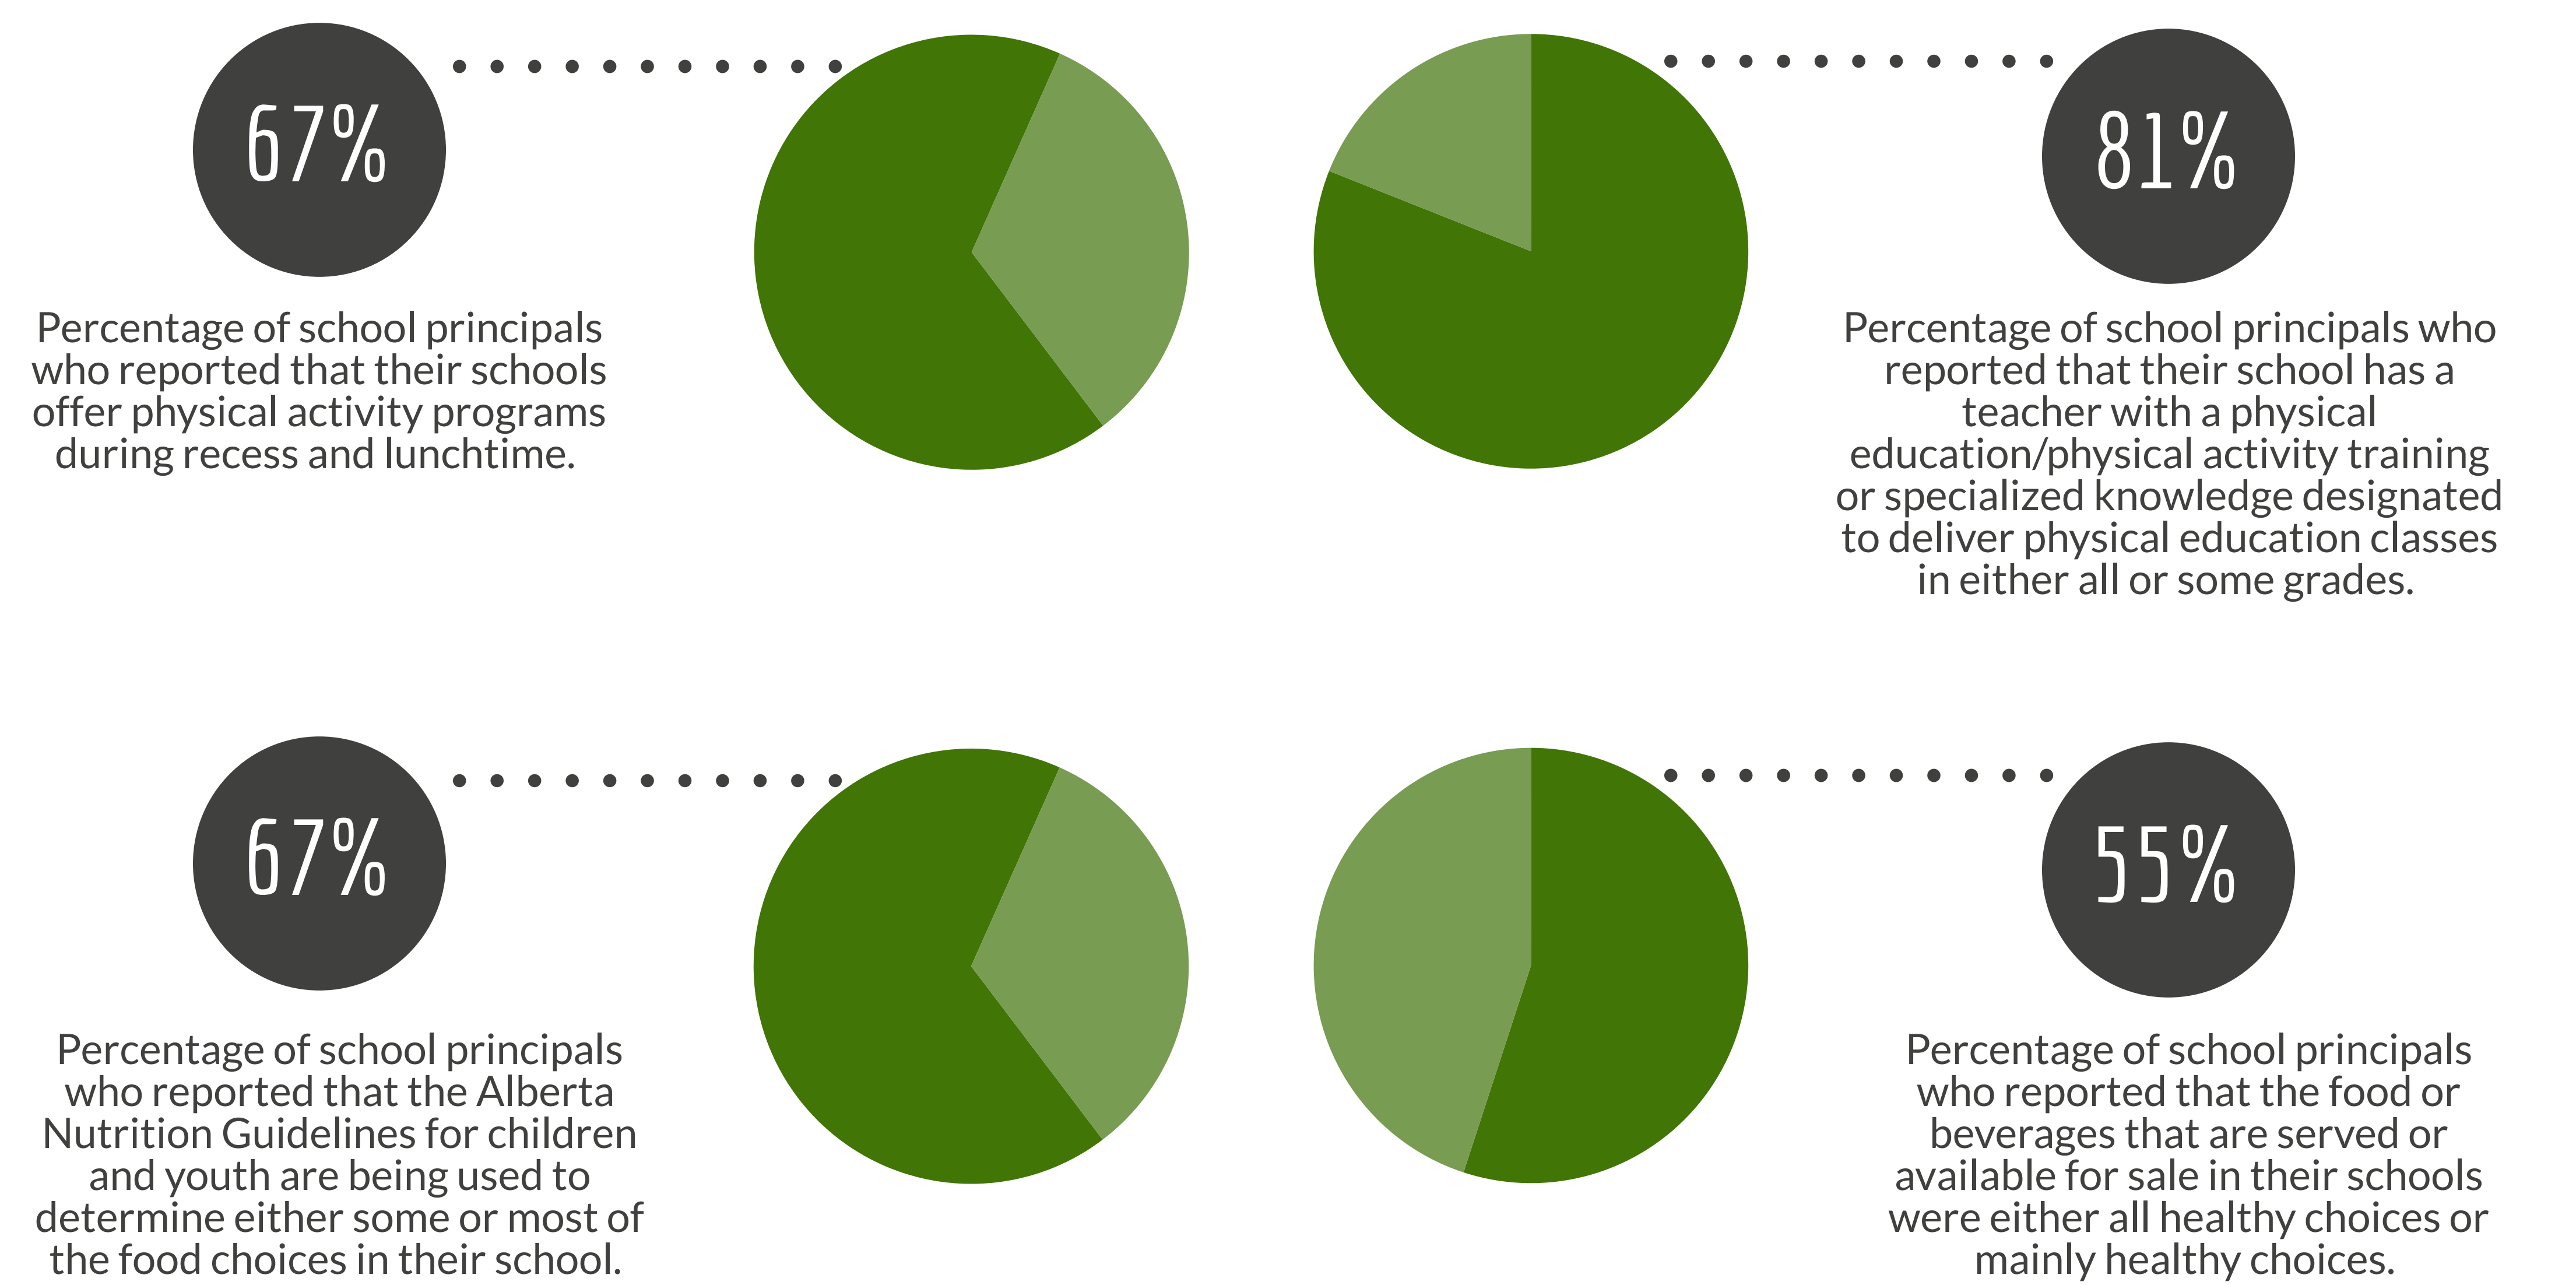 67%
Percentage of school principals
who reported that their schools
offer physical activity programs
during recess and lunchtime.
81%
Percentage of school principals who
reported that their school has a
teacher with a physical
education/physical activity training
or specialized knowledge designated
to deliver physical education classes
in either all or some grades.
67%
Percentage of school principals
who reported that the Alberta
Nutrition Guidelines for children
and youth are being used to
determine either some or most of
the food choices in their school.
55%
Percentage of school principals
who reported that the food or
beverages that are served or
available for sale in their schools
were either all healthy choices or
mainly healthy choices.